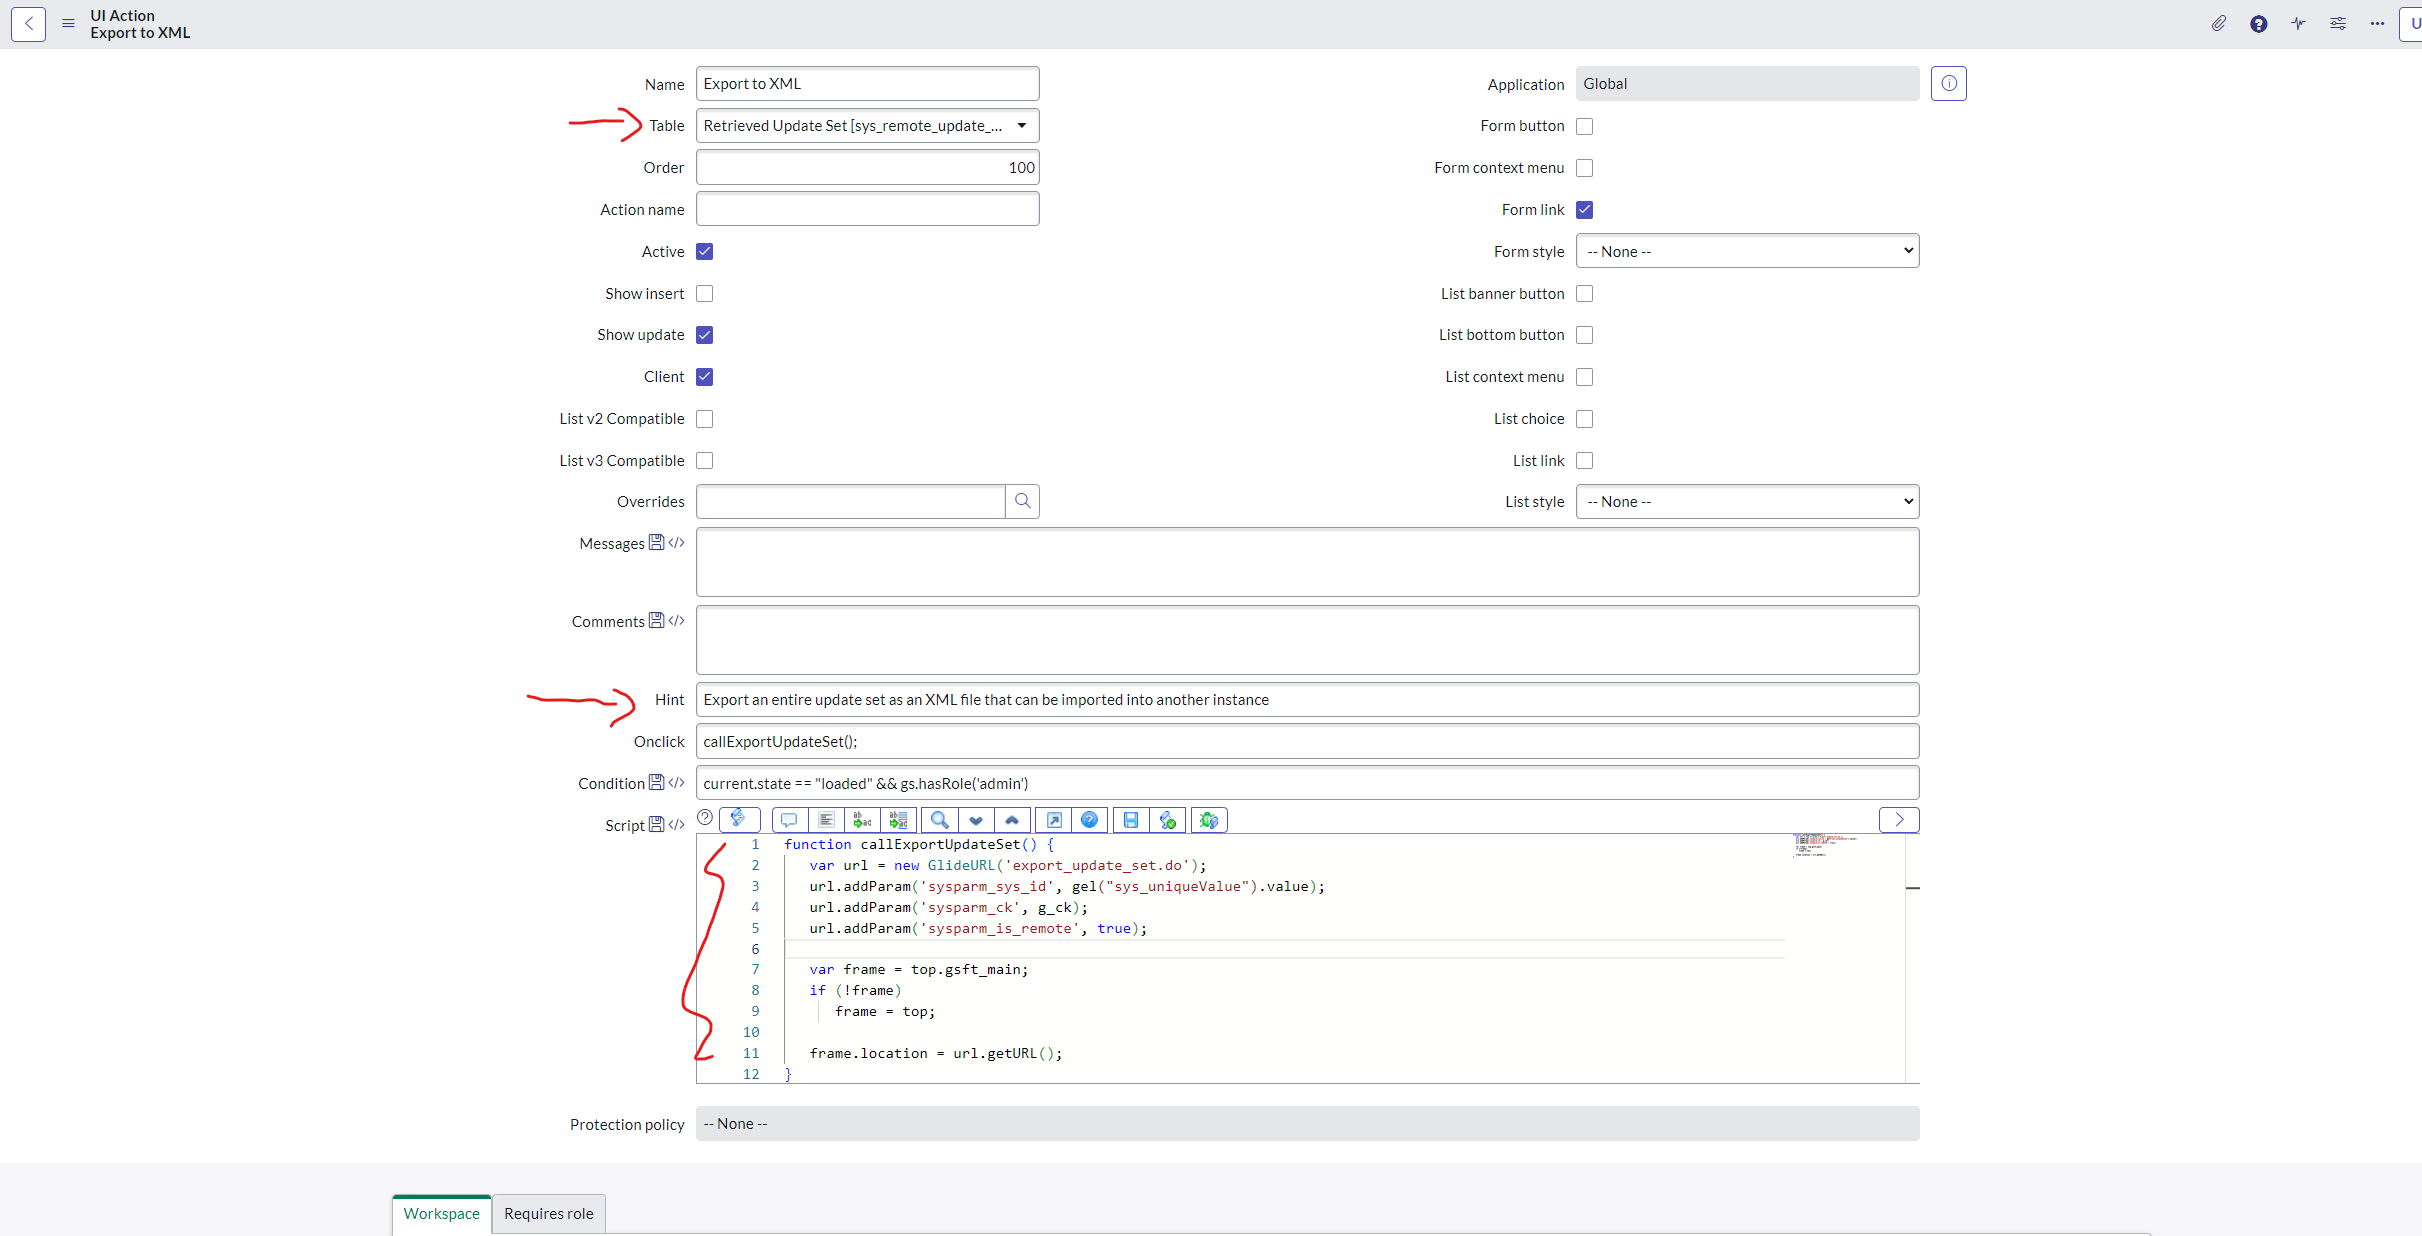 UI Action
Export to XML
U
Name Export to XML
Table Retrieved Update Set [sys_remote_update_...
Order 100
Action name
Active
Show insert
Show update
Client
List v2 Compatible
List v3 Compatible
Overrides
Application Global
Form button
Form context menu
Form link
Form style -- None --
List banner button
List bottom button
List context menu
List choice
List link
List style -- None --
Messages
Comments
Hint Export an entire update set as an XML file that can be imported into another instance
Onclick callExportUpdateSet();
Condition current.state == "loaded" && gs.hasRole('admin')
Script
1 function callExportUpdateSet() {
2 var url = new GlideURL('export_update_set.do');
3 url.addParam('sysparm_sys_id', gel("sys_uniqueValue").value);
4 url.addParam('sysparm_ck', g_ck);
5 url.addParam('sysparm_is_remote', true);
6
7 var frame = top.gsft_main;
8 if (!frame)
9 frame = top;
10
11 frame.location = url.getURL();
12 }
Protection policy -- None --
Workspace Requires role